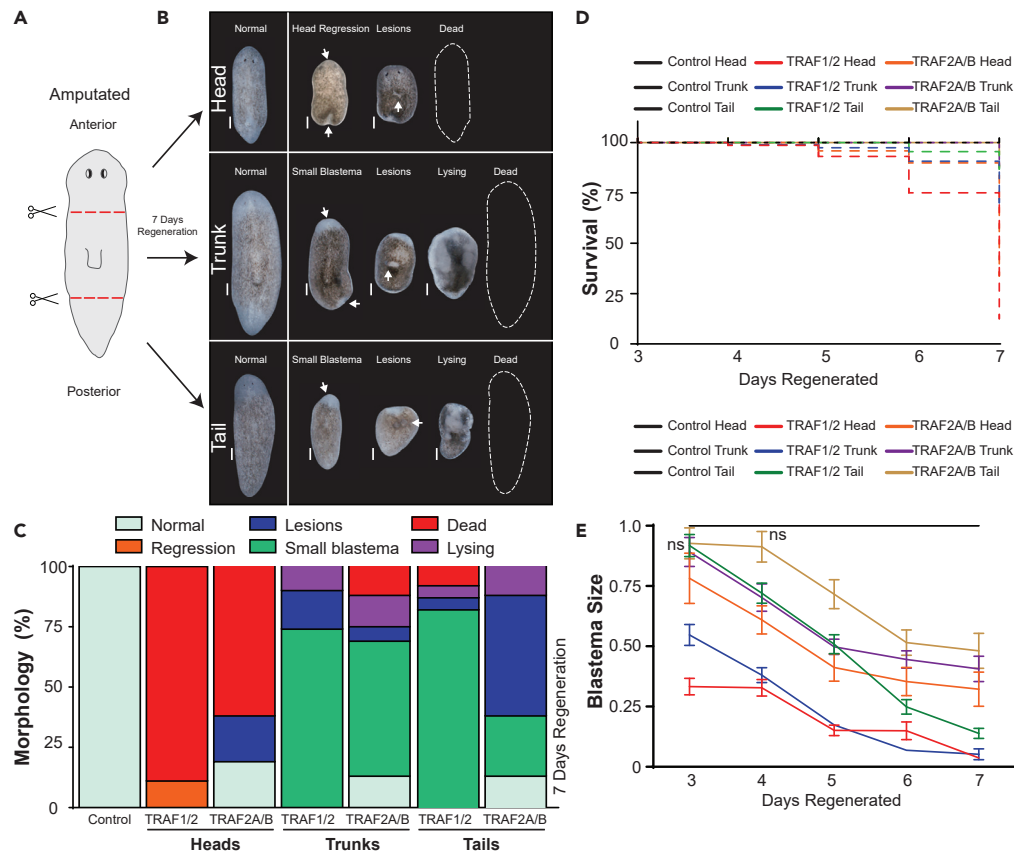 A
Amputated
Anterior
7 Days
Regeneration
Posterior
B
Head
Normal
Head Regression
Lesions
Dead
Trunk
Normal
Small Blastema
Lesions
Lysing
Dead
Tail
Normal
Small Blastema
Lesions
Lysing
Dead
C
Normal
Lesions
Dead
Regression
Small blastema
Lysing
Morphology (%)
100
75
50
25
0
Control
TRAF1/2
TRAF2A/B
TRAF1/2
TRAF2A/B
TRAF1/2
TRAF2A/B
Heads
Trunks
Tails
7 Days Regeneration
D
Control Head
TRAF1/2 Head
TRAF2A/B Head
Control Trunk
TRAF1/2 Trunk
TRAF2A/B Trunk
Control Tail
TRAF1/2 Tail
TRAF2A/B Tail
Survival (%)
100
75
50
25
0
3
4
5
6
7
Days Regenerated
Control Head
TRAF1/2 Head
TRAF2A/B Head
Control Trunk
TRAF1/2 Trunk
TRAF2A/B Trunk
Control Tail
TRAF1/2 Tail
TRAF2A/B Tail
E
Blastema Size
1.0
0.75
0.50
0.25
0
ns
ns
3
4
5
6
7
Days Regenerated